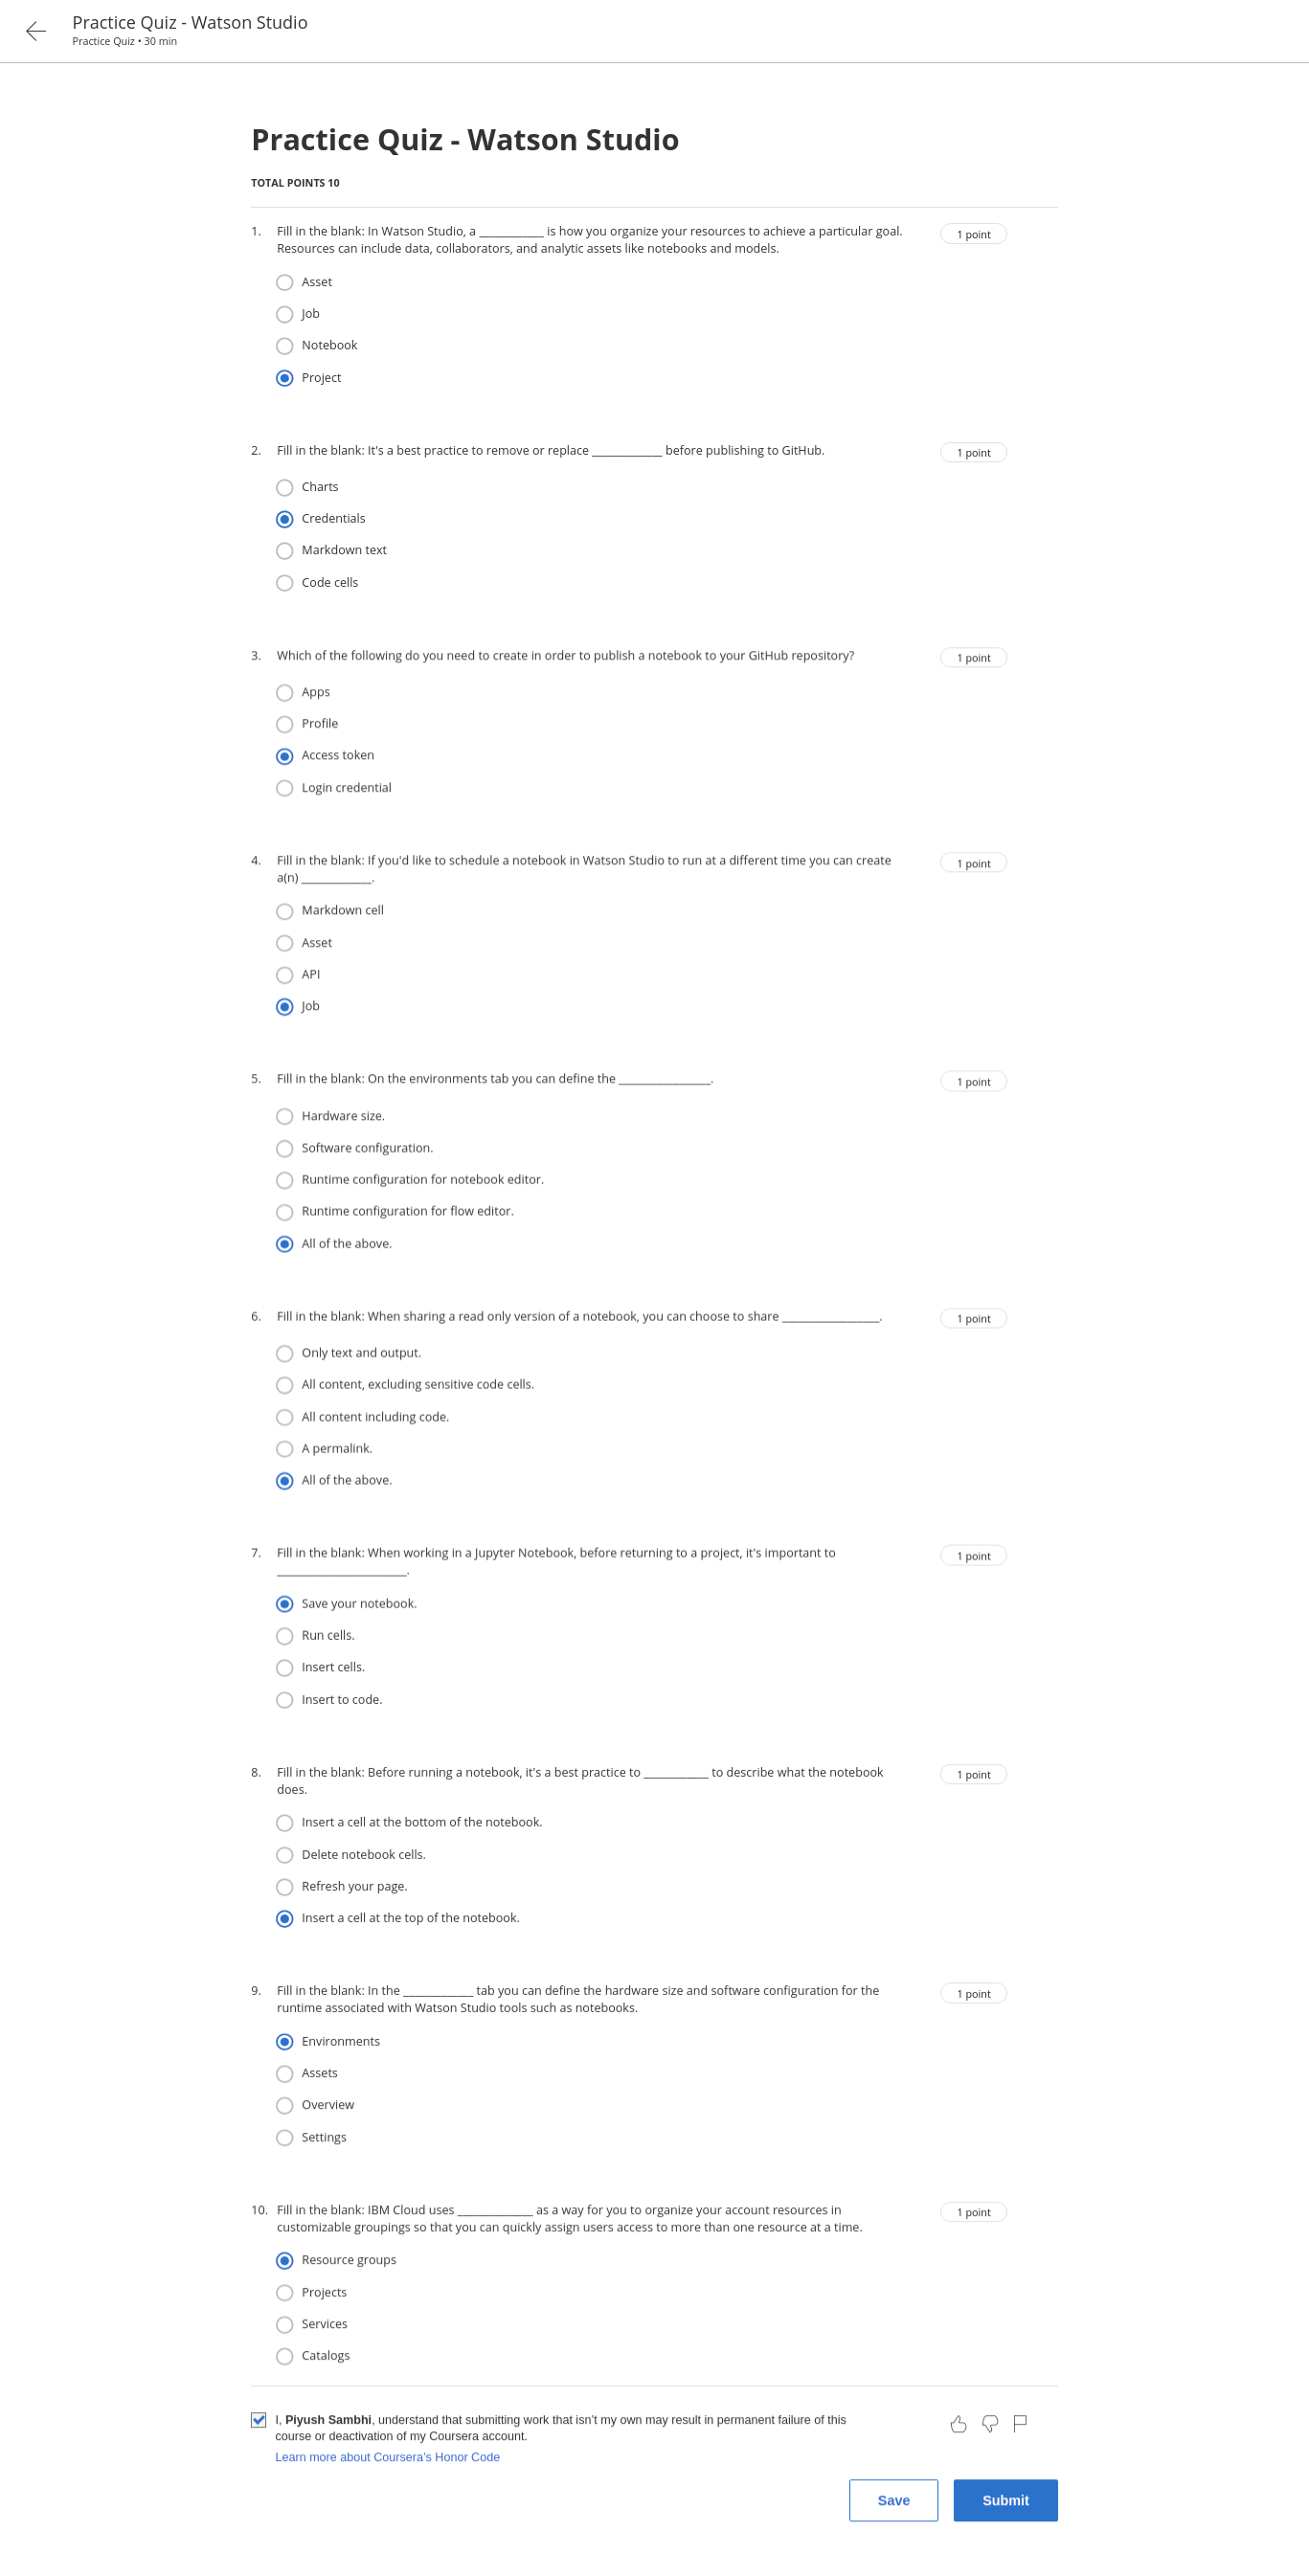 Practice Quiz - Watson Studio
Practice Quiz • 30 min
Practice Quiz - Watson Studio
TOTAL POINTS 10
1. Fill in the blank: In Watson Studio, a ____________ is how you organize your resources to achieve a particular goal. 1 point
Resources can include data, collaborators, and analytic assets like notebooks and models.
Asset
Job
Notebook
Project
2. Fill in the blank: It's a best practice to remove or replace _____________ before publishing to GitHub. 1 point
Charts
Credentials
Markdown text
Code cells
3. Which of the following do you need to create in order to publish a notebook to your GitHub repository? 1 point
Apps
Profile
Access token
Login credential
4. Fill in the blank: If you'd like to schedule a notebook in Watson Studio to run at a different time you can create 1 point
a(n) _____________.
Markdown cell
Asset
API
Job
5. Fill in the blank: On the environments tab you can define the _________________. 1 point
Hardware size.
Software configuration.
Runtime configuration for notebook editor.
Runtime configuration for flow editor.
All of the above.
6. Fill in the blank: When sharing a read only version of a notebook, you can choose to share __________________. 1 point
Only text and output.
All content, excluding sensitive code cells.
All content including code.
A permalink.
All of the above.
7. Fill in the blank: When working in a Jupyter Notebook, before returning to a project, it's important to 1 point
________________________.
Save your notebook.
Run cells.
Insert cells.
Insert to code.
8. Fill in the blank: Before running a notebook, it's a best practice to ____________ to describe what the notebook 1 point
does.
Insert a cell at the bottom of the notebook.
Delete notebook cells.
Refresh your page.
Insert a cell at the top of the notebook.
9. Fill in the blank: In the _____________ tab you can define the hardware size and software configuration for the 1 point
runtime associated with Watson Studio tools such as notebooks.
Environments
Assets
Overview
Settings
10. Fill in the blank: IBM Cloud uses ______________ as a way for you to organize your account resources in 1 point
customizable groupings so that you can quickly assign users access to more than one resource at a time.
Resource groups
Projects
Services
Catalogs
I, Piyush Sambhi, understand that submitting work that isn't my own may result in permanent failure of this
course or deactivation of my Coursera account.
Learn more about Coursera's Honor Code
Save Submit